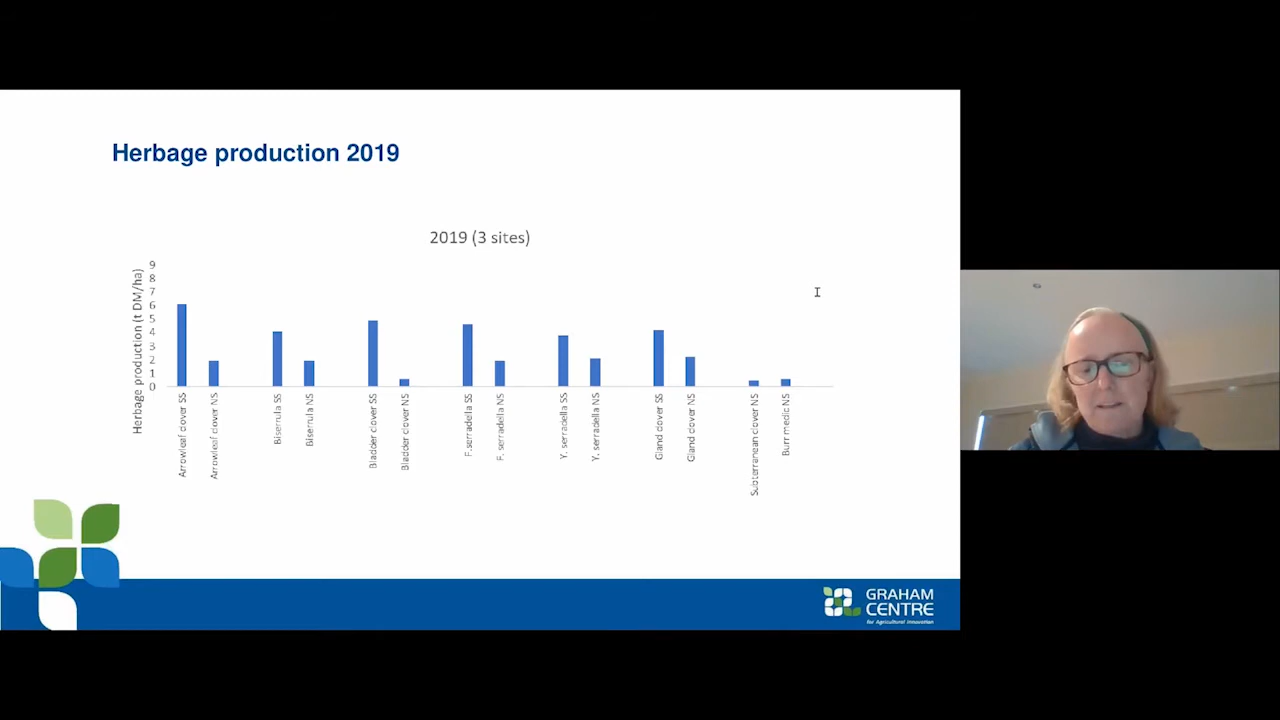 Herbage production 2019
2019 (3 sites)
Herbage production (t DM/ha)
9
8
7
6
5
4
3
2
1
0
Arrowleaf clover SS
Arrowleaf clover NS
Biserrula SS
Biserrula NS
Bladder clover SS
Bladder clover NS
F.serradella SS
F. serradella NS
Y. serradella SS
Y. serradella NS
Gland clover SS
Gland clover NS
Subterranean clover NS
Burr medic NS
GRAHAM
CENTRE
for Agricultural Innovation